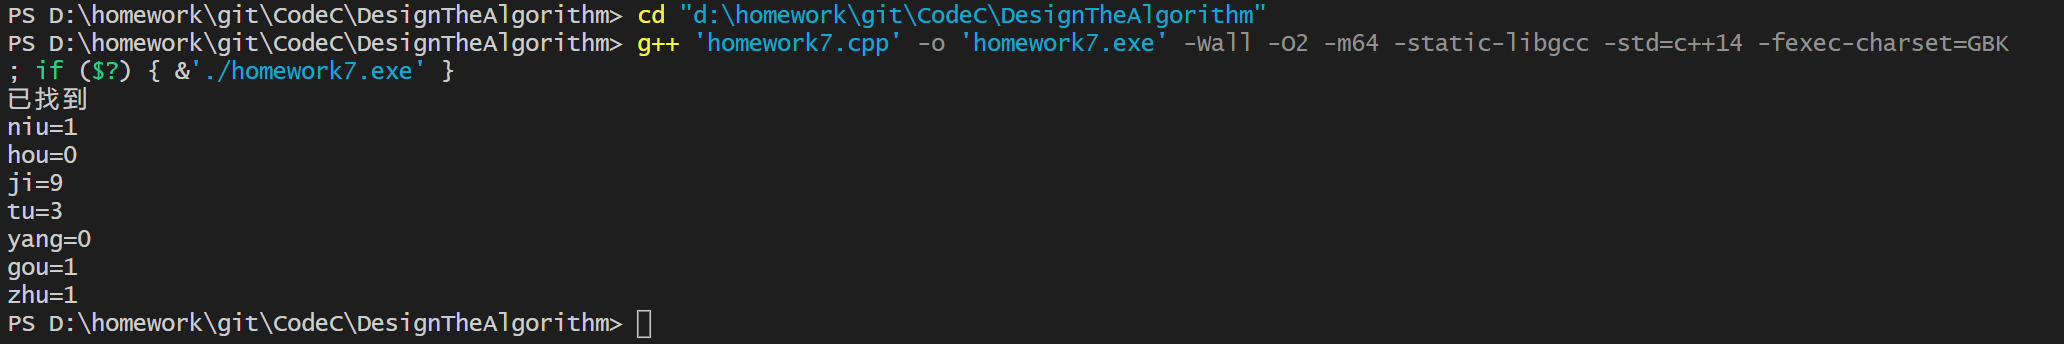 PS D:\homework\git\CodeC\DesignTheAlgorithm> cd "d:\homework\git\CodeC\DesignTheAlgorithm"
PS D:\homework\git\CodeC\DesignTheAlgorithm> g++ 'homework7.cpp' -o 'homework7.exe' -Wall -O2 -m64 -static-libgcc -std=c++14 -fexec-charset=GBK
; if ($?) { &'./homework7.exe' }
已找到
niu=1
hou=0
ji=9
tu=3
yang=0
gou=1
zhu=1
PS D:\homework\git\CodeC\DesignTheAlgorithm>